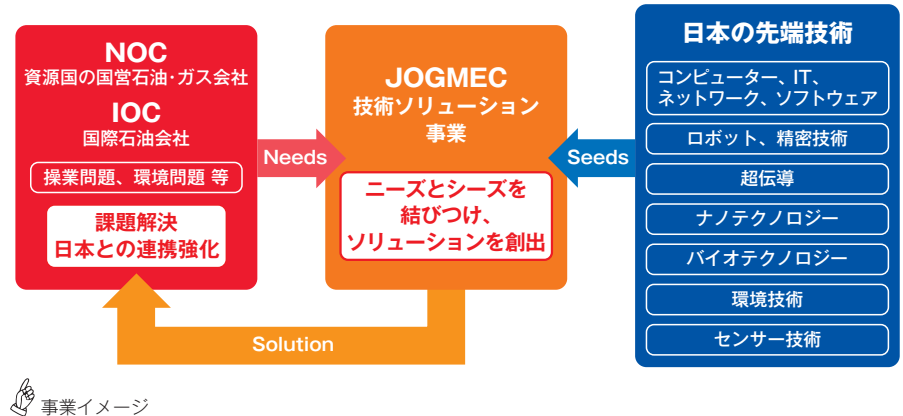 NOC
資源国の国営石油・ガス会社
IOC
国際石油会社
操業問題、環境問題 等
課題解決
日本との連携強化
Needs
JOGMEC
技術ソリューション
事業
ニーズとシーズを
結びつけ、
ソリューションを創出
Seeds
日本の先端技術
コンピューター、IT、
ネットワーク、ソフトウェア
ロボット、精密技術
超伝導
ナノテクノロジー
バイオテクノロジー
環境技術
センサー技術
Solution
事業イメージ